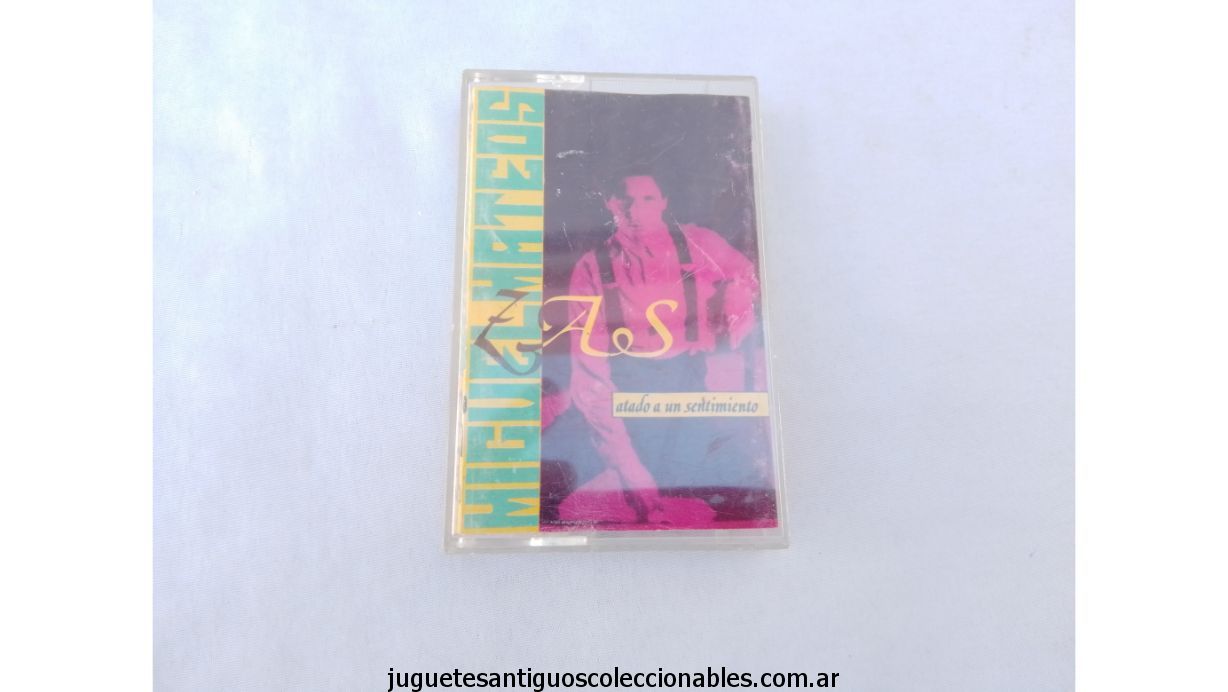 MIGUEL MATEOS
ZAS
atado a un sentimiento
juguetesantiguoscoleccionables.com.ar